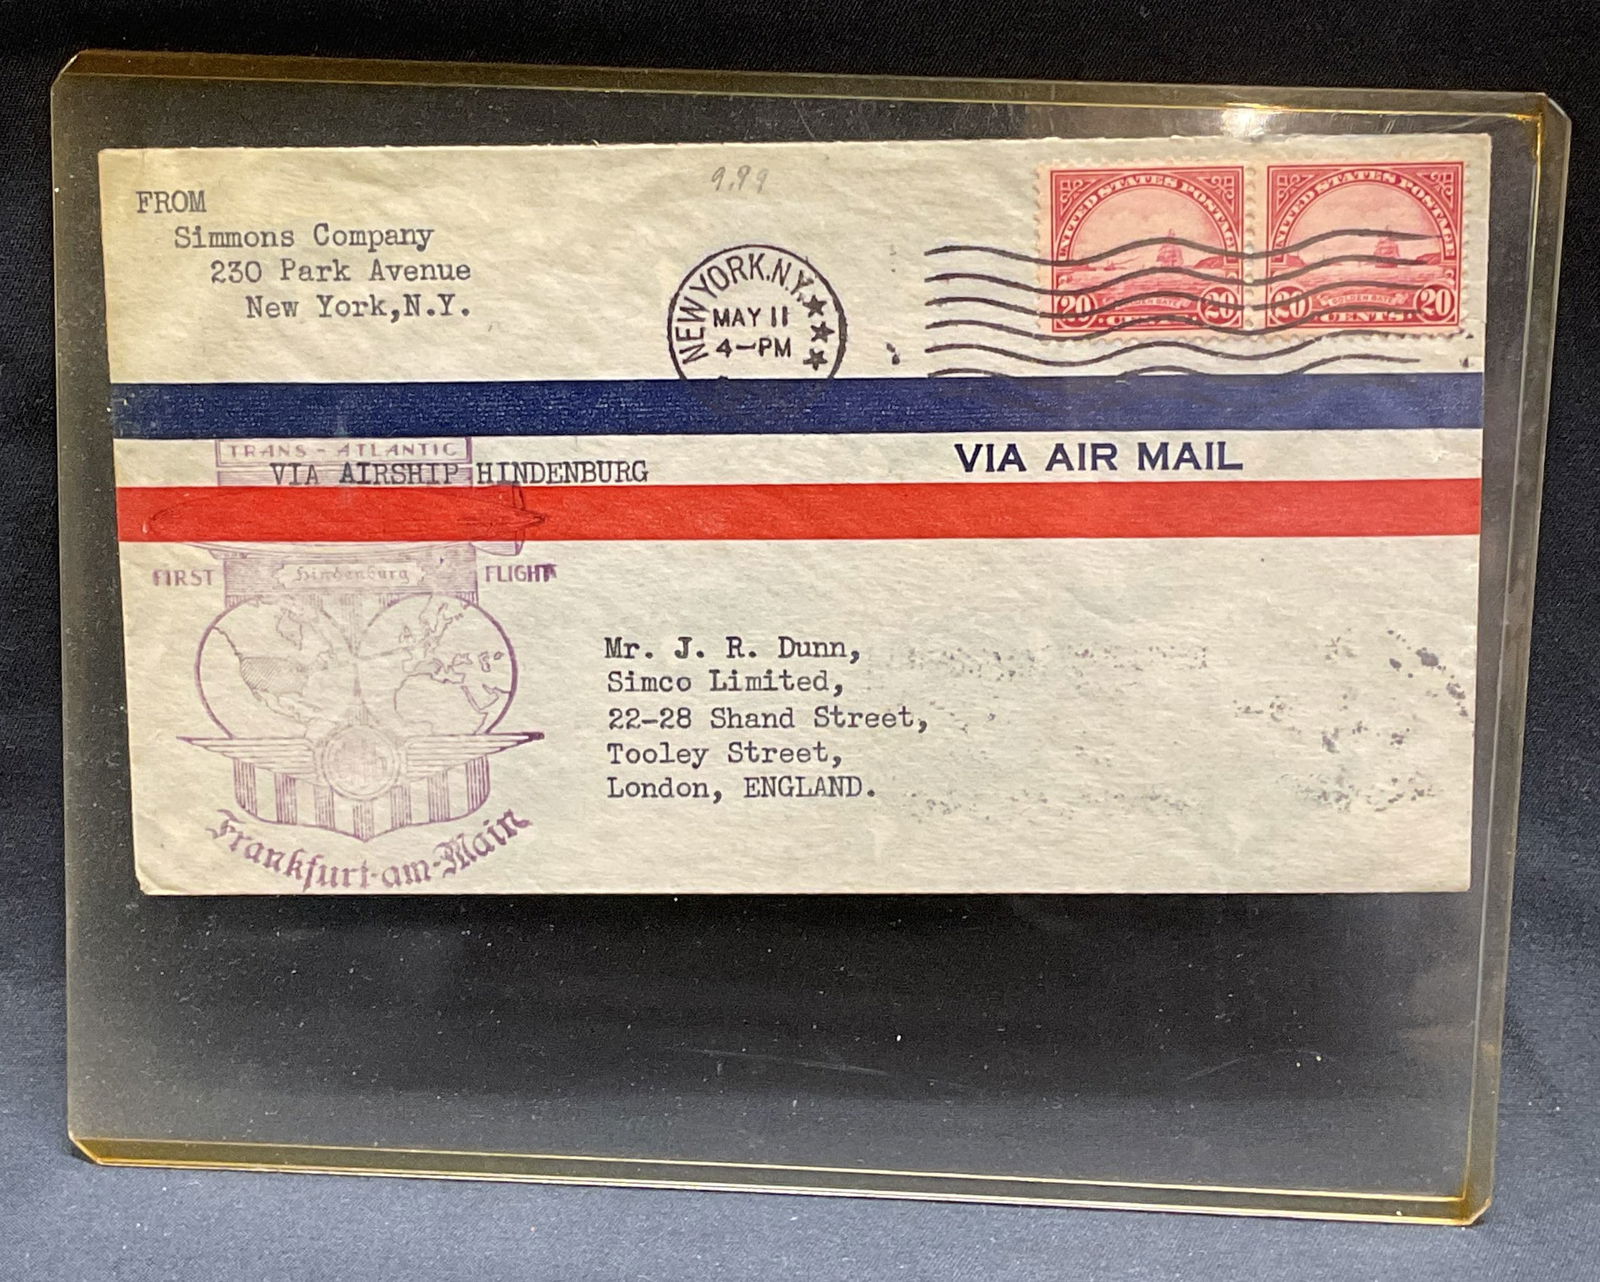 9.99
FROM
Simmons Company
230 Park Avenue
New York,N.Y.
NEW YORK.N.Y.
MAY 11
4-PM
UNITED STATES POSTAGE
20 GOLDEN GATE 20
CENTS
UNITED STATES POSTAGE
20 GOLDEN GATE 20
CENTS
TRANS-ATLANTIC
VIA AIRSHIP HINDENBURG
VIA AIR MAIL
FIRST Hindenburg FLIGHT
Mr. J. R. Dunn,
Simco Limited,
22-28 Shand Street,
Tooley Street,
London, ENGLAND.
Frankfurt-am-Main